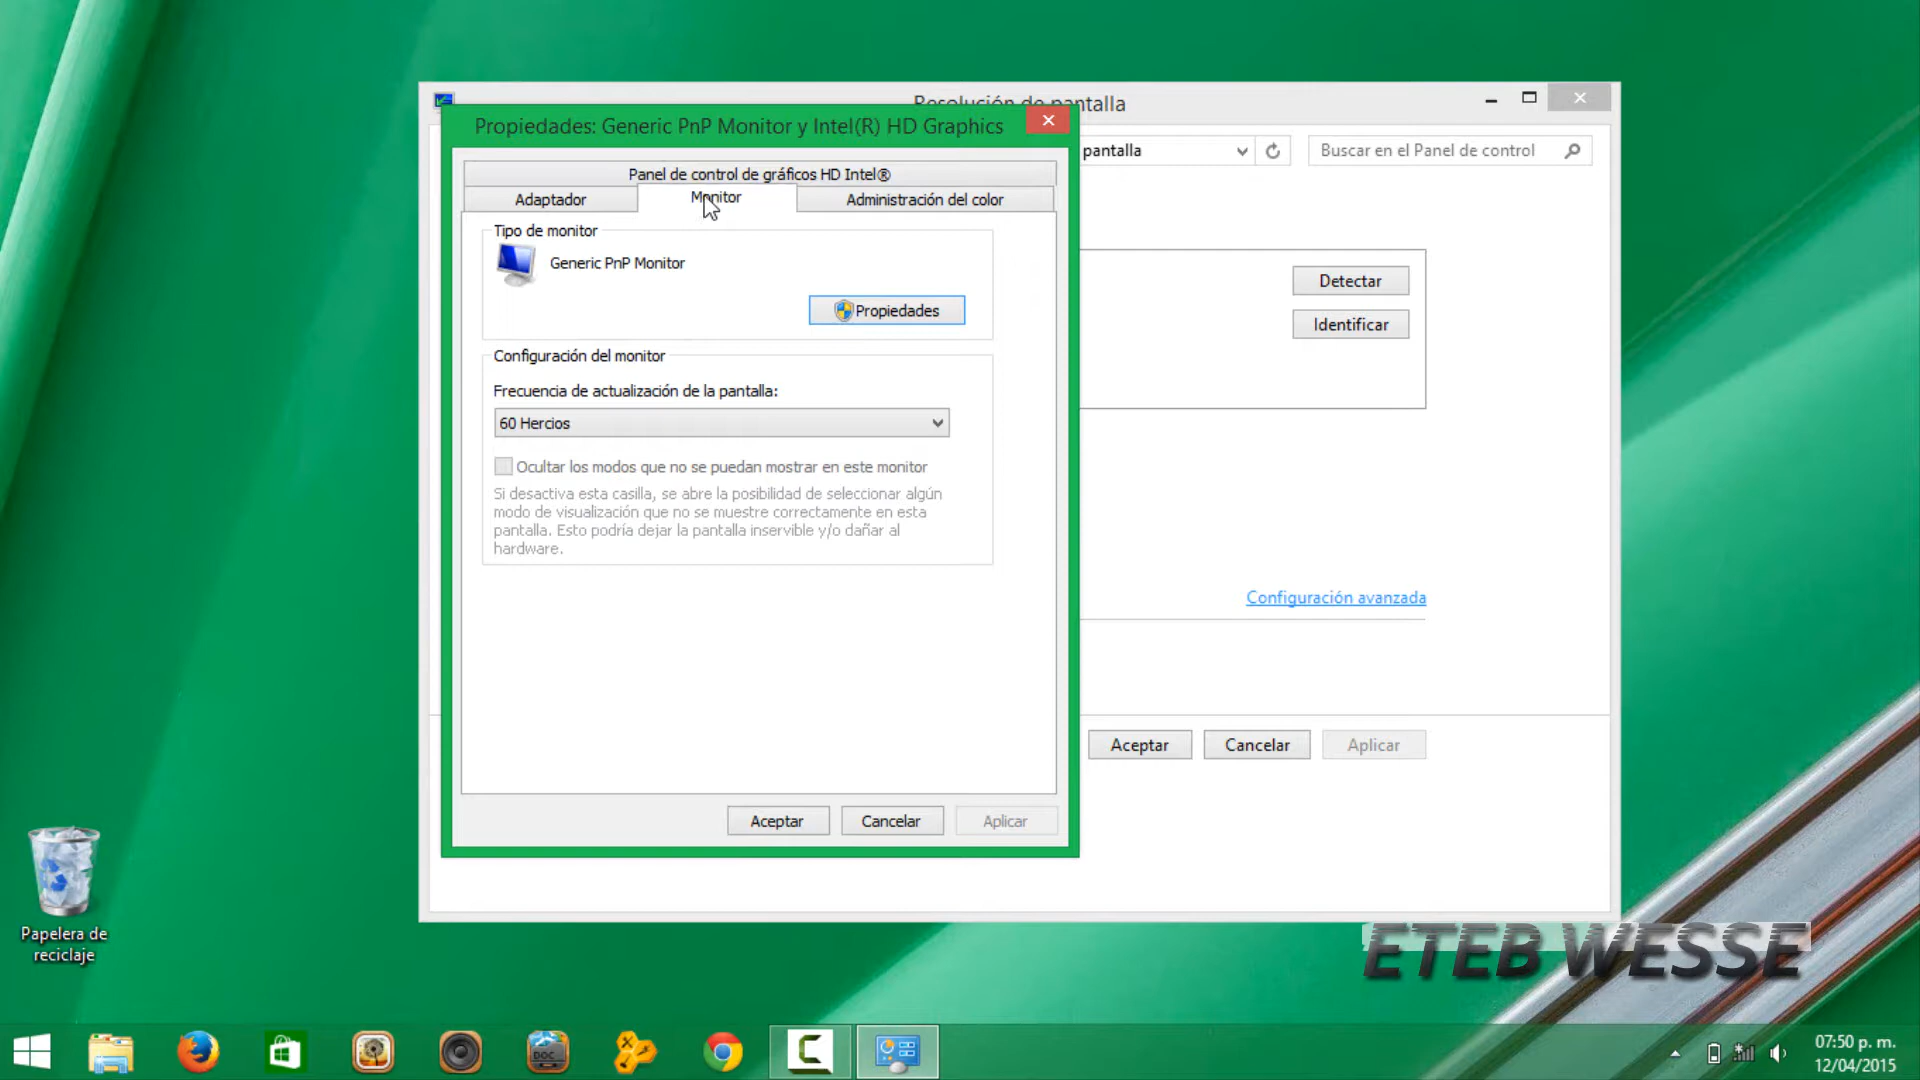 Resolución de pantalla
Propiedades: Generic PnP Monitor y Intel(R) HD Graphics
pantalla
Buscar en el Panel de control
Panel de control de gráficos HD Intel®
Adaptador
Monitor
Administración del color
Tipo de monitor
Generic PnP Monitor
Propiedades
Detectar
Identificar
Configuración del monitor
Frecuencia de actualización de la pantalla:
60 Hercios
Ocultar los modos que no se puedan mostrar en este monitor
Si desactiva esta casilla, se abre la posibilidad de seleccionar algún
modo de visualización que no se muestre correctamente en esta
pantalla. Esto podría dejar la pantalla inservible y/o dañar al
hardware.
Configuración avanzada
Aceptar
Cancelar
Aplicar
Aceptar
Cancelar
Aplicar
Papelera de
reciclaje
ETEB WESSE
DOC
07:50 p. m.
12/04/2015